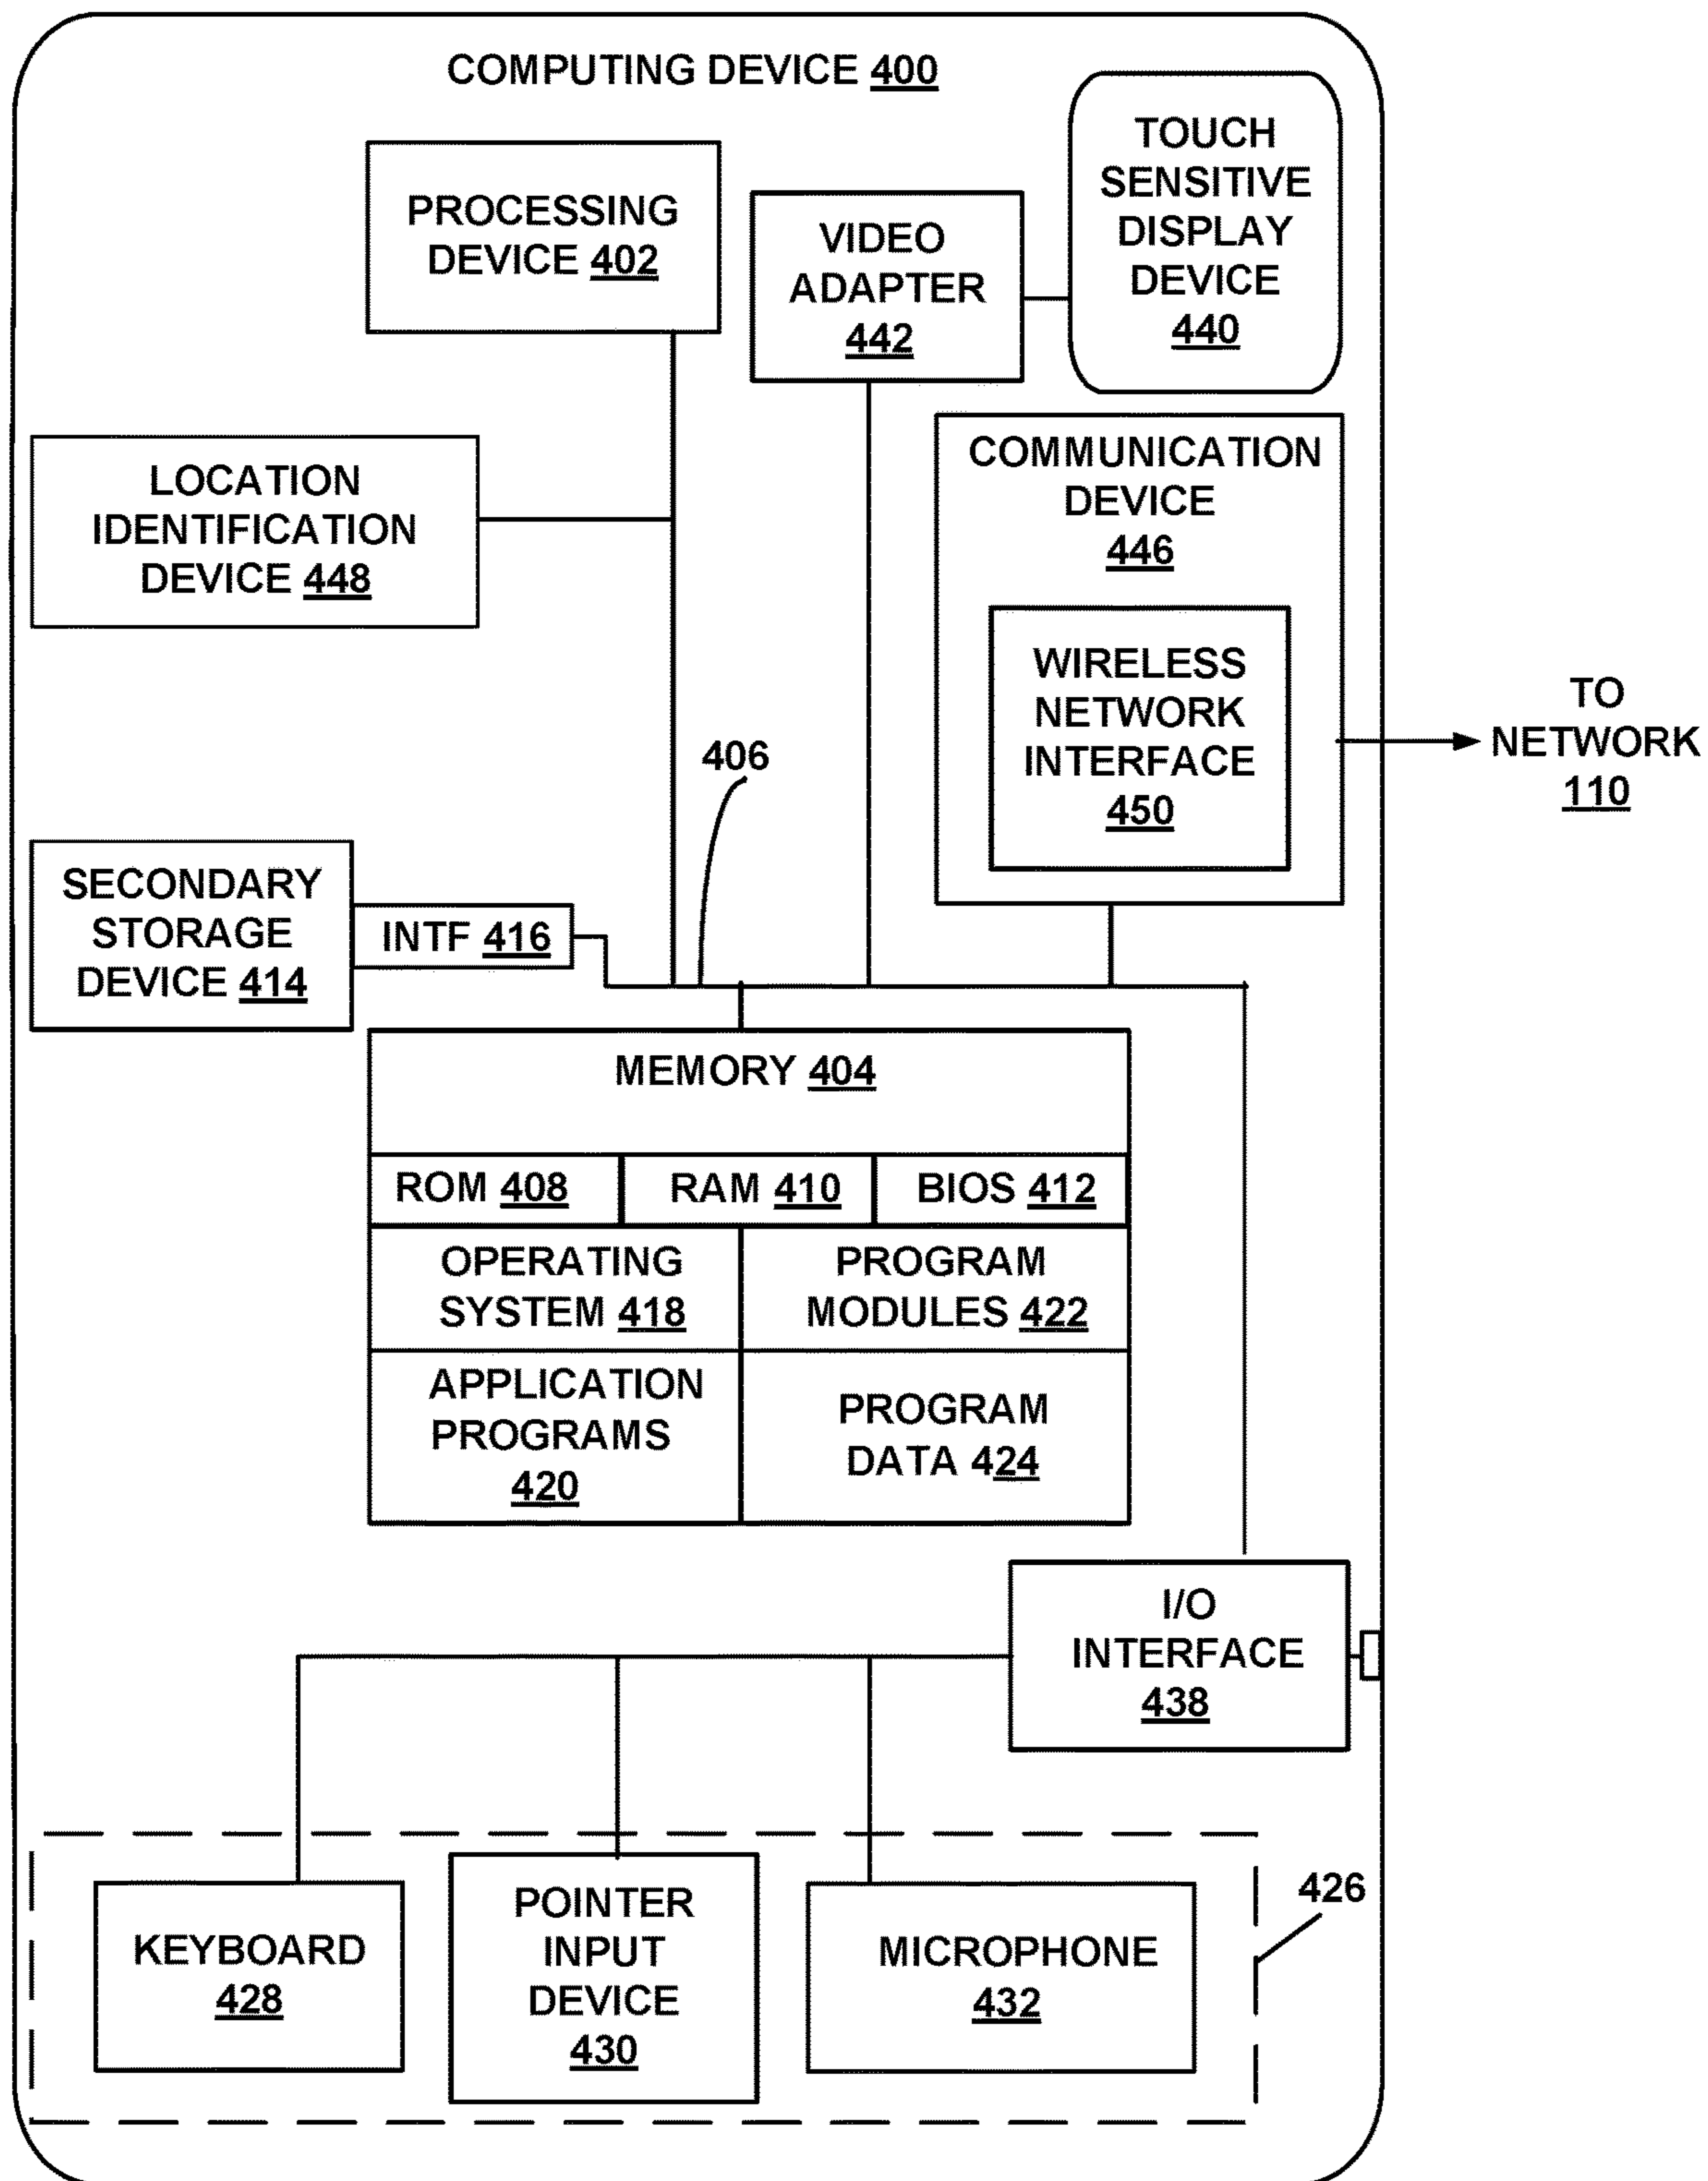 COMPUTING DEVICE 400
PROCESSING
DEVICE 402
VIDEO
ADAPTER
442
TOUCH
SENSITIVE
DISPLAY
DEVICE
440
LOCATION
IDENTIFICATION
DEVICE 448
COMMUNICATION
DEVICE
446
WIRELESS
NETWORK
INTERFACE
450
TO
NETWORK
110
406
SECONDARY
STORAGE
DEVICE 414
INTF 416
MEMORY 404
ROM 408
RAM 410
BIOS 412
OPERATING
SYSTEM 418
PROGRAM
MODULES 422
APPLICATION
PROGRAMS
420
PROGRAM
DATA 424
I/O
INTERFACE
438
426
KEYBOARD
428
POINTER
INPUT
DEVICE
430
MICROPHONE
432